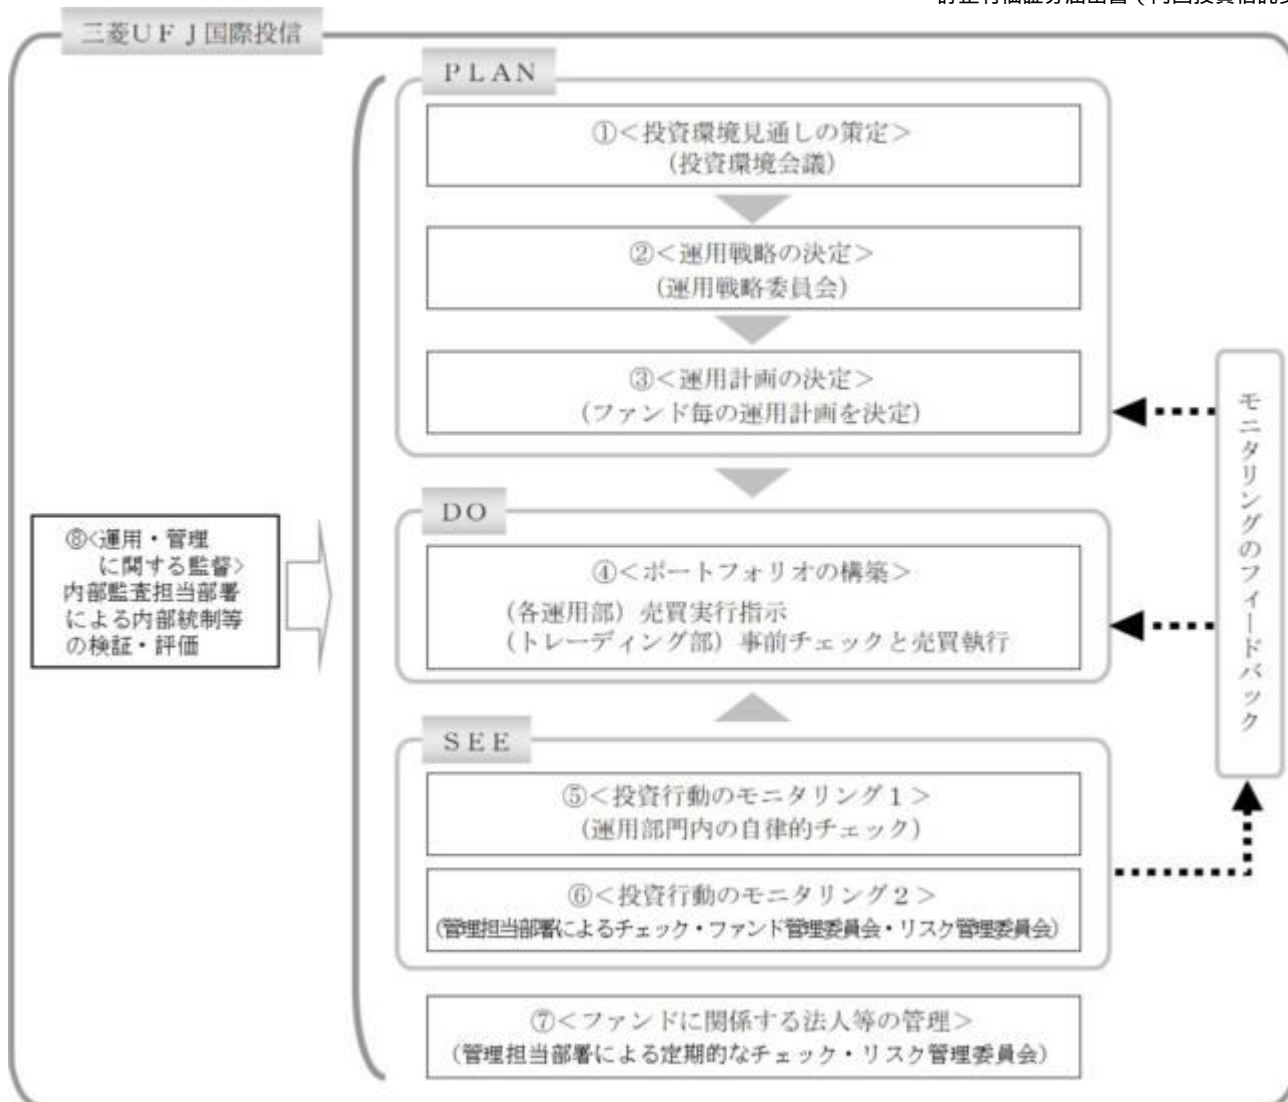 三菱ＵＦＪ国際投信
ＰＬＡＮ
①＜投資環境見通しの策定＞
（投資環境会議）
②＜運用戦略の決定＞
（運用戦略委員会）
③＜運用計画の決定＞
（ファンド毎の運用計画を決定）
ＤＯ
④＜ポートフォリオの構築＞
（各運用部）売買実行指示
（トレーディング部）事前チェックと売買執行
ＳＥＥ
⑤＜投資行動のモニタリング１＞
（運用部門内の自律的チェック）
⑥＜投資行動のモニタリング２＞
（管理担当部署によるチェック・ファンド管理委員会・リスク管理委員会）
⑦＜ファンドに関係する法人等の管理＞
（管理担当部署による定期的なチェック・リスク管理委員会）
⑧<運用・管理
に関する監督>
内部監査担当部署
による内部統制等
の検証・評価
モニタリングのフィードバック